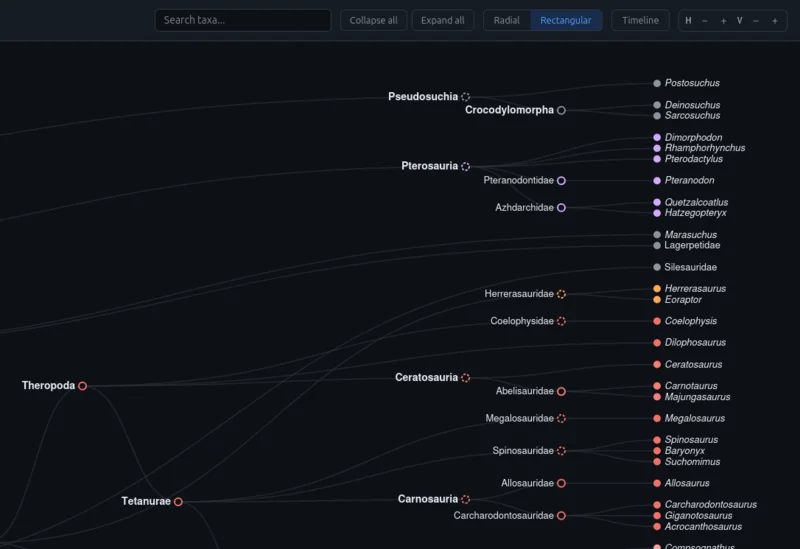 Search taxa...
Collapse all
Expand all
Radial
Rectangular
Timeline
H − + V − +
Postosuchus
Pseudosuchia
Deinosuchus
Crocodylomorpha
Sarcosuchus
Dimorphodon
Rhamphorhynchus
Pterodactylus
Pterosauria
Pteranodontidae
Pteranodon
Quetzalcoatlus
Azhdarchidae
Hatzegopteryx
Marasuchus
Lagerpetidae
Silesauridae
Herrerasaurus
Herrerasauridae
Eoraptor
Coelophysidae
Coelophysis
Dilophosaurus
Ceratosaurus
Ceratosauria
Theropoda
Carnotaurus
Abelisauridae
Majungasaurus
Megalosauridae
Megalosaurus
Spinosaurus
Spinosauridae
Baryonyx
Suchomimus
Allosauridae
Allosaurus
Carnosauria
Tetanurae
Carcharodontosaurus
Carcharodontosauridae
Giganotosaurus
Acrocanthosaurus
Compsognathus